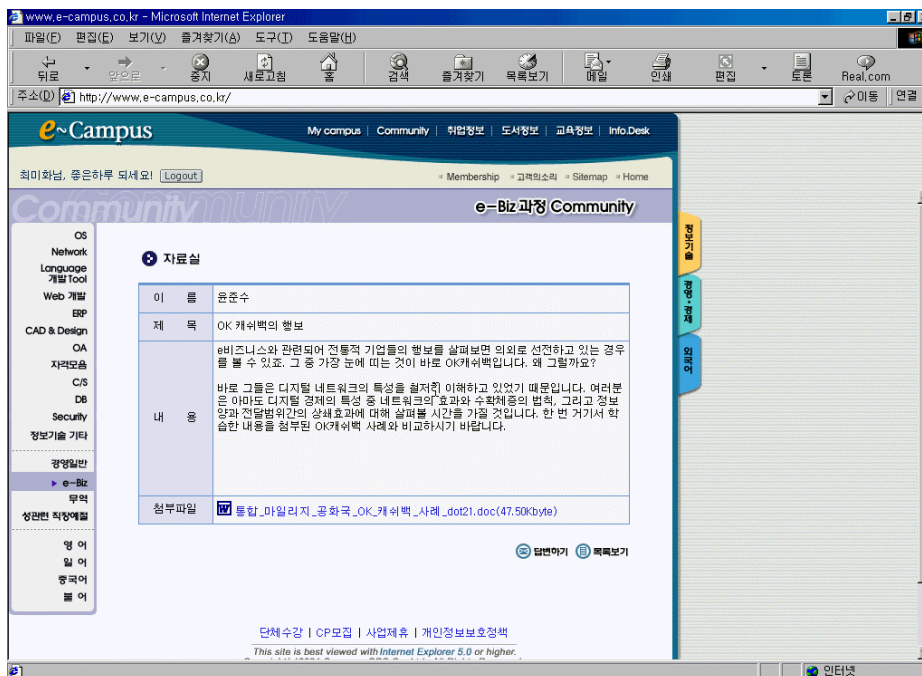 www,e-campus,co,kr - Microsoft Internet Explorer
파일(F) 편집(E) 보기(V) 즐겨찾기(A) 도구(T) 도움말(H)
뒤로 앞으로 중지 새로고침 홈 검색 즐겨찾기 목록보기 메일 인쇄 편집 토론 Real,com
주소(D) http://www,e-campus,co,kr/ 이동 연결
e~Campus My campus | Community | 취업정보 | 도서정보 | 교육정보 | Info.Desk
최미화님, 좋은하루 되세요! Logout Membership 고객의소리 Sitemap Home
Community e-Biz 과정 Community
OS
Network
Language
개발 Tool
Web 개발
ERP
CAD & Design
OA
자격모음
C/S
DB
Security
정보기술 기타
경영일반
e-Biz
무역
성관련 직장예절
영 어
일 어
중국어
불 어
자료실
이 름 윤준수
제 목 OK 캐쉬백의 행보
내 용
e비즈니스와 관련되어 전통적 기업들의 행보를 살펴보면 의외로 선전하고 있는 경우
를 볼 수 있죠. 그 중 가장 눈에 띠는 것이 바로 OK캐쉬백입니다. 왜 그럴까요?
바로 그들은 디지털 네트워크의 특성을 철저히 이해하고 있었기 때문입니다. 여러분
은 아마도 디지털 경제의 특성 중 네트워크의 효과와 수확체증의 법칙, 그리고 정보
양과 전달범위간의 상쇄효과에 대해 살펴볼 시간을 가질 것입니다. 한 번 거기서 학
습한 내용을 첨부된 OK캐쉬백 사례와 비교하시기 바랍니다.
첨부파일 통합_마일리지_공화국_OK_캐쉬백_사례_dot21.doc(47.50Kbyte)
답변하기 목록보기
정보기술
경영·경제
외국어
단체수강 | CP모집 | 사업제휴 | 개인정보보호정책
This site is best viewed with Internet Explorer 5.0 or higher.
인터넷